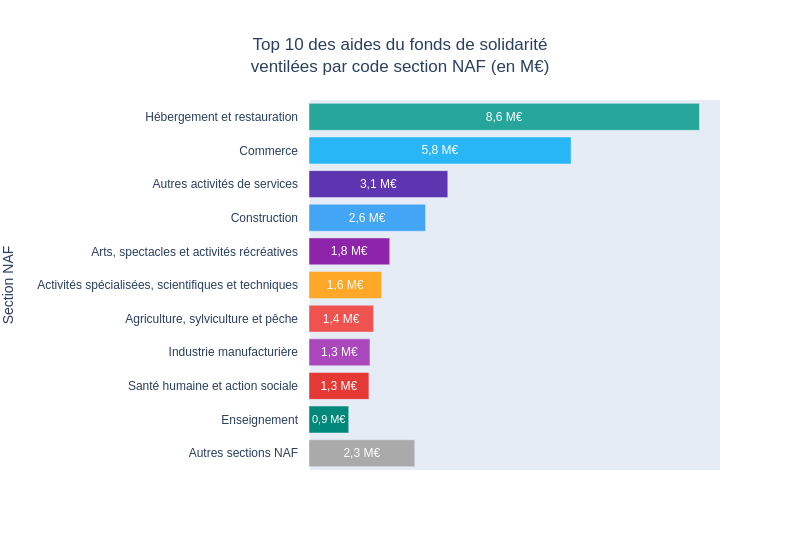 Top 10 des aides du fonds de solidarité
ventilées par code section NAF (en M€)
Section NAF
Hébergement et restauration 8,6 M€
Commerce 5,8 M€
Autres activités de services 3,1 M€
Construction 2,6 M€
Arts, spectacles et activités récréatives 1,8 M€
Activités spécialisées, scientifiques et techniques 1,6 M€
Agriculture, sylviculture et pêche 1,4 M€
Industrie manufacturière 1,3 M€
Santé humaine et action sociale 1,3 M€
Enseignement 0,9 M€
Autres sections NAF 2,3 M€